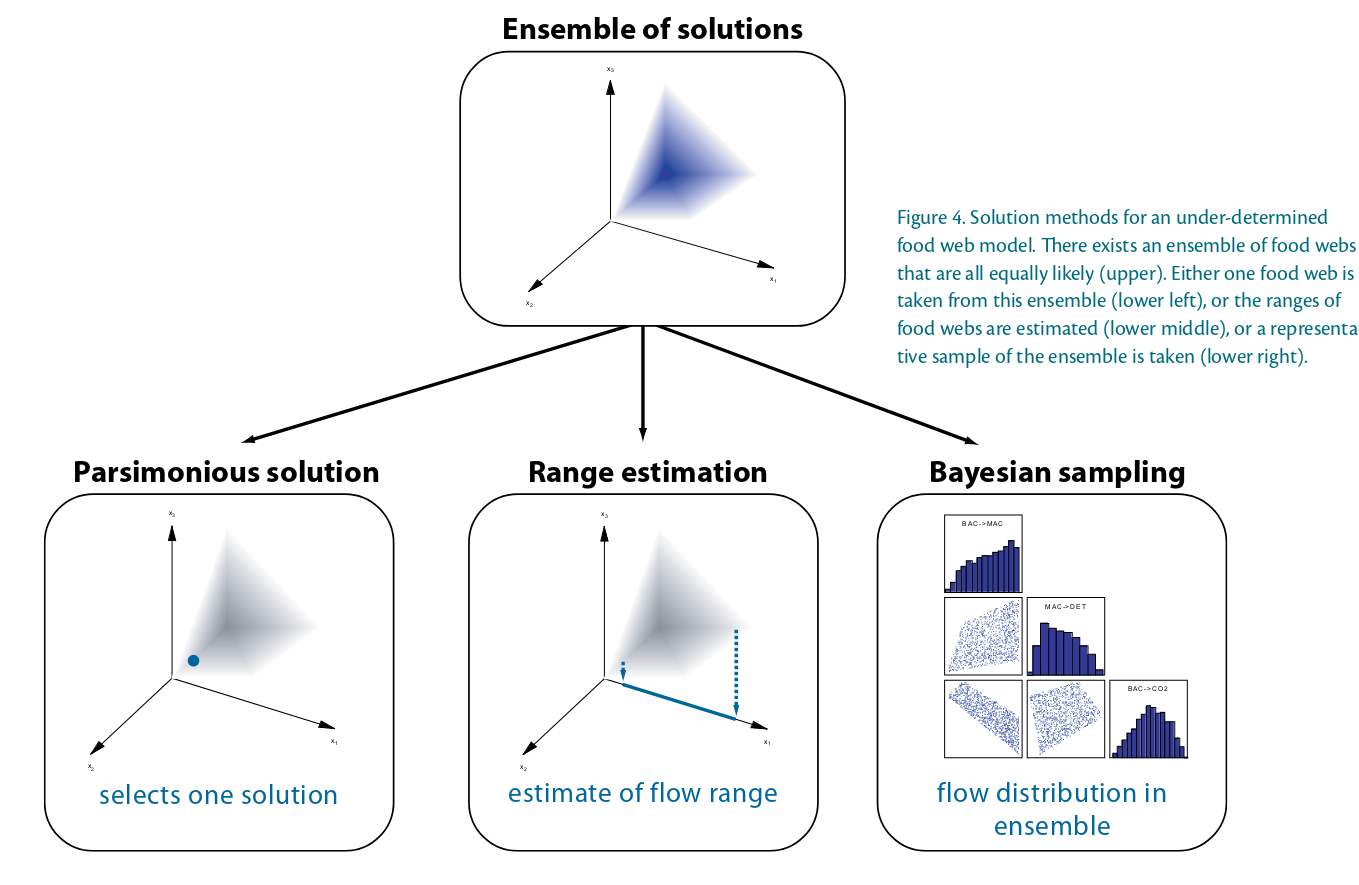 Ensemble of solutions
x₃
x₁
x₂
Figure 4. Solution methods for an under-determined
food web model. There exists an ensemble of food webs
that are all equally likely (upper). Either one food web is
taken from this ensemble (lower left), or the ranges of
food webs are estimated (lower middle), or a representa
tive sample of the ensemble is taken (lower right).
Parsimonious solution
x₃
x₁
x₂
selects one solution
Range estimation
x₃
x₁
x₂
estimate of flow range
Bayesian sampling
BAC->MAC
MAC->DET
BAC->CO2
flow distribution in
ensemble